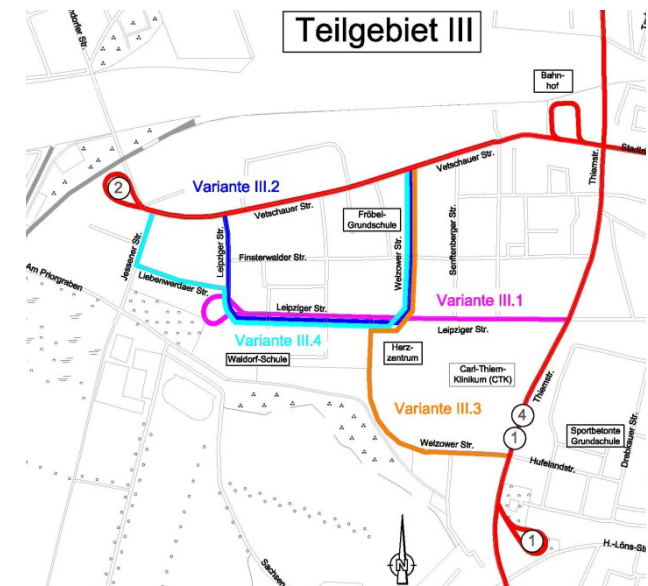 Teilgebiet III
Bahn-
hof
Stadtri
Vetschauer Str.
Thiemstr.
2
Variante III.2
Vetschauer Str.
Fröbel-
Grundschule
Jessener Str.
Leipziger Str.
Finsterwalder Str.
Welzower Str.
Senftenberger Str.
Am Priorgraben
Liebenwerdaer Str.
Leipziger Str.
Variante III.1
Leipziger Str.
Variante III.4
Waldorf-Schule
Herz-
zentrum
Carl-Thiem-
Klinikum (CTK)
Thiemstr.
Variante III.3
4
1
Sportbetonte
Grundschule
Drebkauer Str.
Welzower Str.
Hufelandstr.
1
H.-Löns-St
Sachsen
N